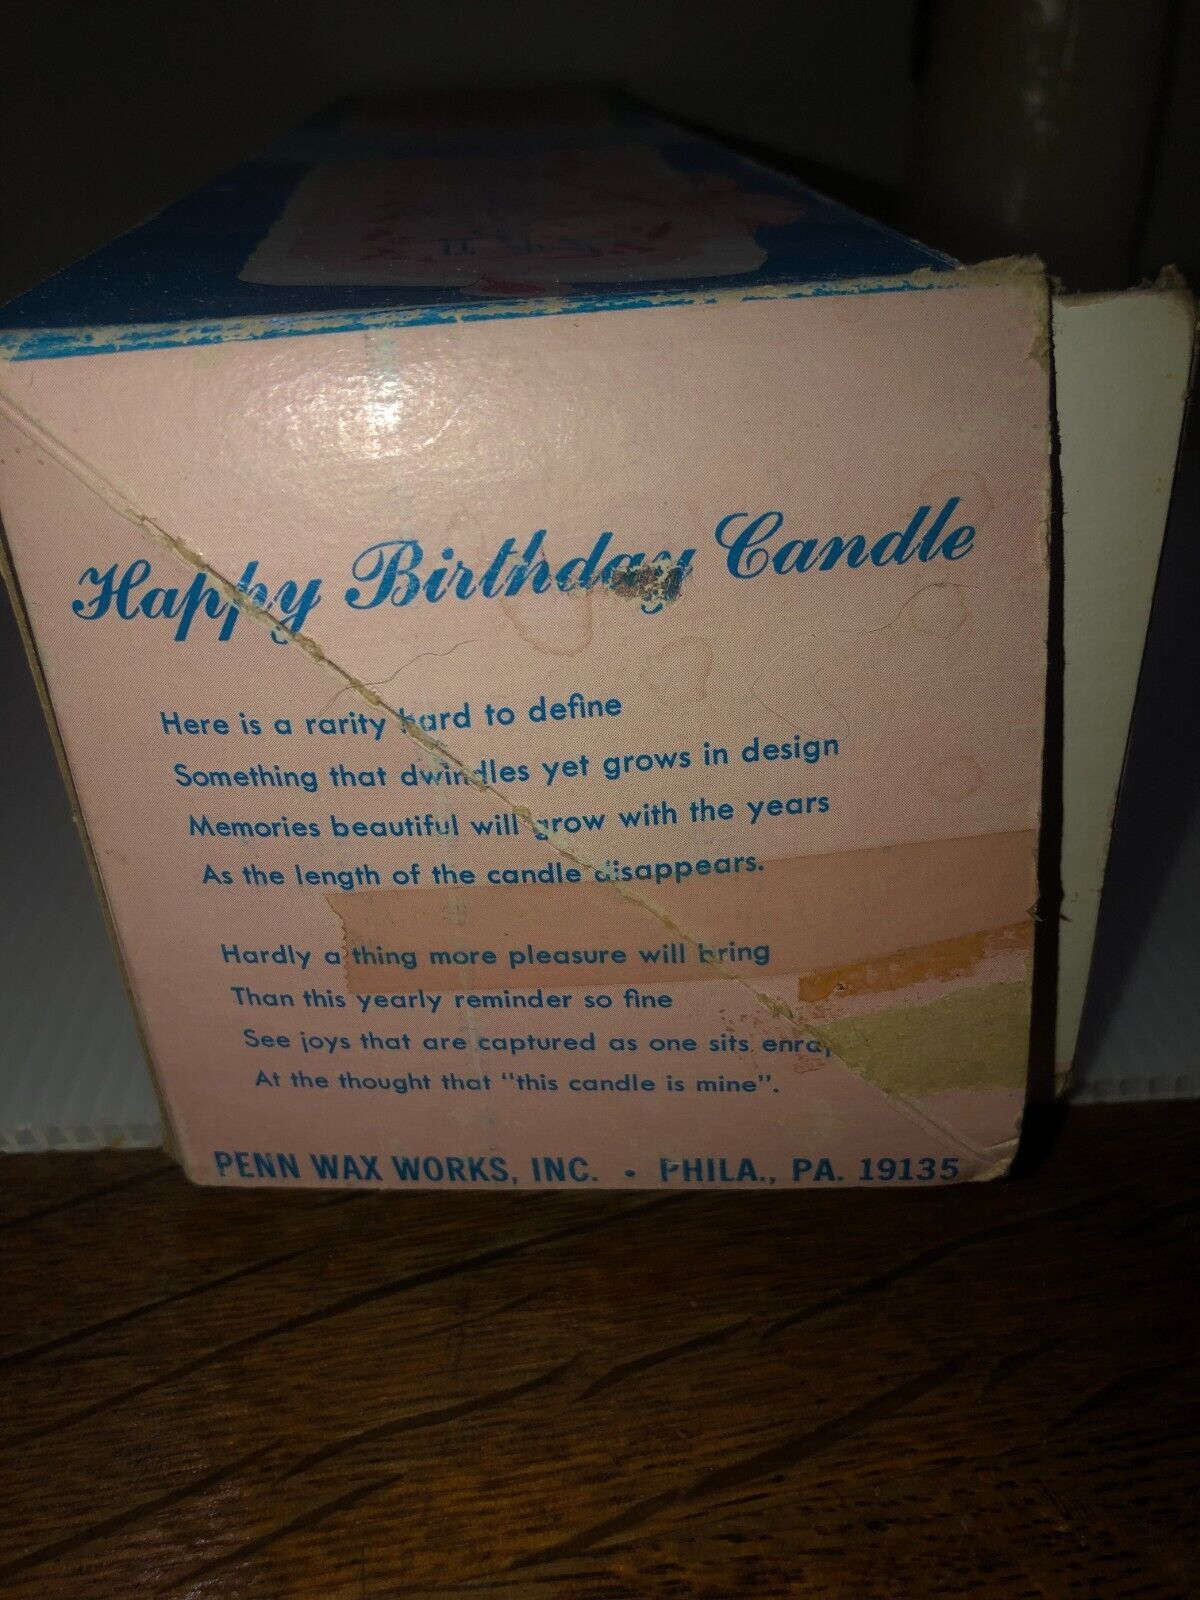 Happy Birthday Candle
Here is a rarity hard to define
Something that dwindles yet grows in design
Memories beautiful will grow with the years
As the length of the candle disappears.
Hardly a thing more pleasure will bring
Than this yearly reminder so fine
See joys that are captured as one sits
At the thought that "this candle is mine".
PENN WAX WORKS, INC. • PHILA., PA. 19135